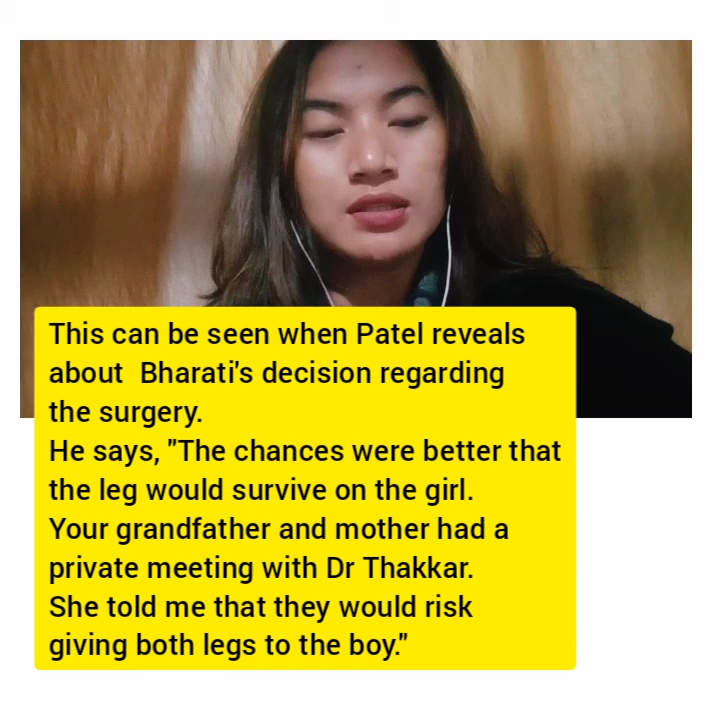 This can be seen when Patel reveals
about  Bharati's decision regarding
the surgery.
He says, "The chances were better that
the leg would survive on the girl.
Your grandfather and mother had a
private meeting with Dr Thakkar.
She told me that they would risk
giving both legs to the boy."